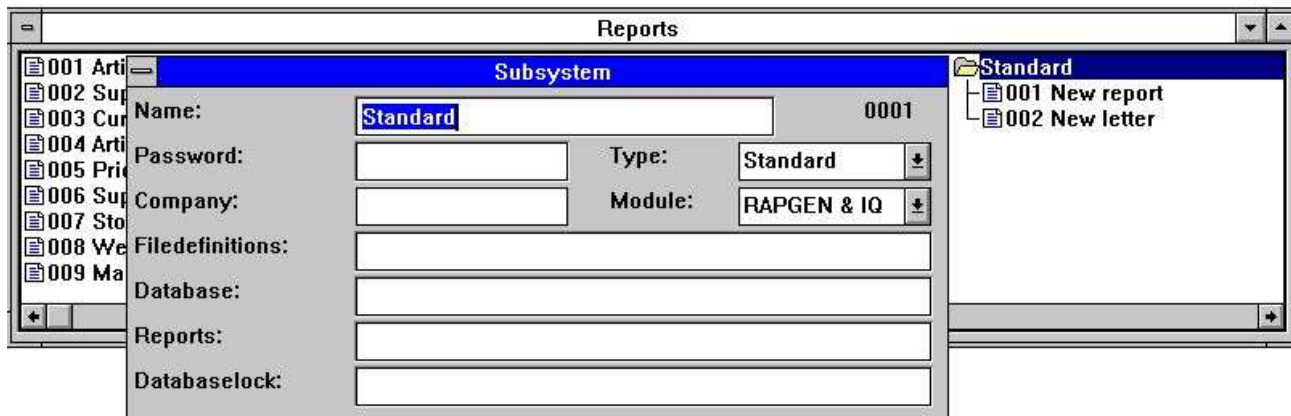 Reports
001 Arti
002 Sup
003 Cur
004 Arti
005 Pric
006 Sup
007 Sto
008 We
009 Ma
Subsystem
Name: Standard 0001
Password: Type: Standard
Company: Module: RAPGEN & IQ
Filedefinitions:
Database:
Reports:
Databaselock:
Standard
001 New report
002 New letter